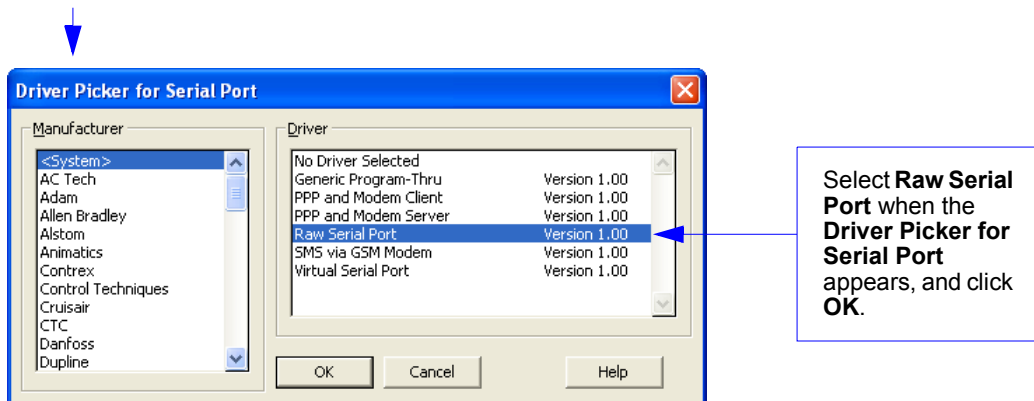 Driver Picker for Serial Port
Manufacturer
<System>
AC Tech
Adam
Allen Bradley
Alstom
Animatics
Contrex
Control Techniques
Cruisair
CTC
Danfoss
Dupline
Driver
No Driver Selected
Generic Program-Thru Version 1.00
PPP and Modem Client Version 1.00
PPP and Modem Server Version 1.00
Raw Serial Port Version 1.00
SMS via GSM Modem Version 1.00
Virtual Serial Port Version 1.00
OK Cancel Help
Select Raw Serial
Port when the
Driver Picker for
Serial Port
appears, and click
OK.